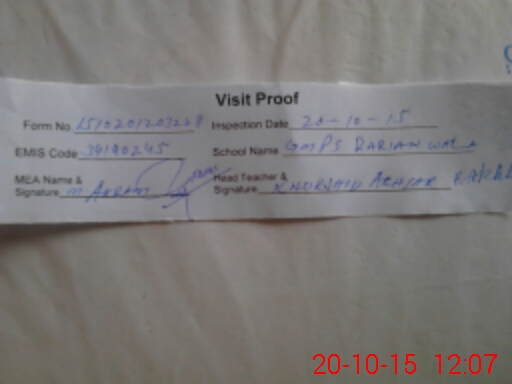 Visit Proof
Form No 1510201203228 Inspection Date 20-10-15
EMIS Code 34190245 School Name GMPS DARIAN WALA
MEA Name & Signature M AKRAM Head Teacher & Signature KHURSHID AKHTAR
20-10-15 12:07